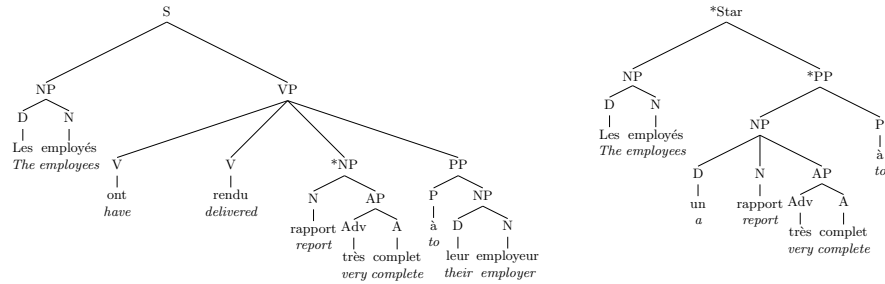 S *Star
NP VP NP *PP
D N D N NP P
Les employés Les employés à
The employees The employees to
V V *NP PP D N AP
ont rendu N AP P NP un rapport Adv A
have delivered rapport Adv A à D N a report très complet
report très complet to leur employeur very complete
very complete their employer